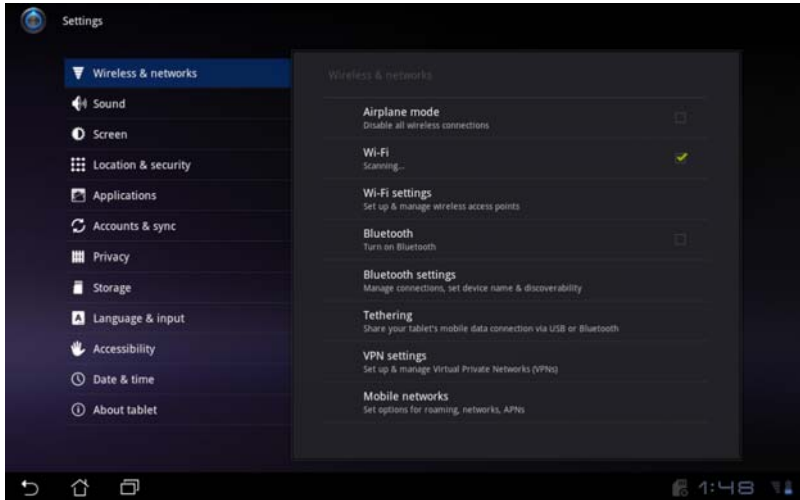 Settings
Wireless & networks
Sound
Screen
Location & security
Applications
Accounts & sync
Privacy
Storage
Language & input
Accessibility
Date & time
About tablet
Wireless & networks
Airplane mode
Disable all wireless connections
Wi-Fi
Scanning...
Wi-Fi settings
Set up & manage wireless access points
Bluetooth
Turn on Bluetooth
Bluetooth settings
Manage connections, set device name & discoverability
Tethering
Share your tablet's mobile data connection via USB or Bluetooth
VPN settings
Set up & manage Virtual Private Networks (VPNs)
Mobile networks
Set options for roaming, networks, APNs
1:48